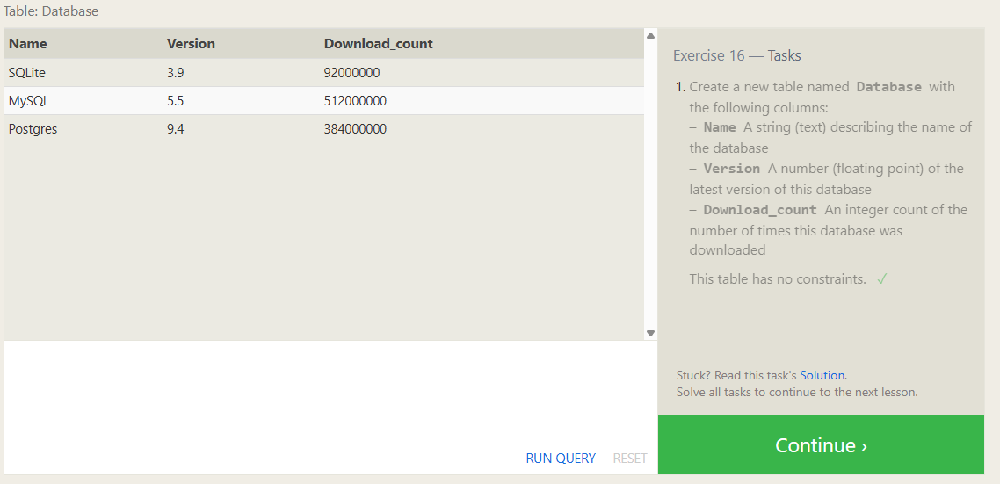 Table: Database
Name Version Download_count
SQLite 3.9 92000000
MySQL 5.5 512000000
Postgres 9.4 384000000
RUN QUERY RESET
Exercise 16 — Tasks
1. Create a new table named Database with
the following columns:
– Name A string (text) describing the name of
the database
– Version A number (floating point) of the
latest version of this database
– Download_count An integer count of the
number of times this database was
downloaded
This table has no constraints. ✓
Stuck? Read this task's Solution.
Solve all tasks to continue to the next lesson.
Continue ›